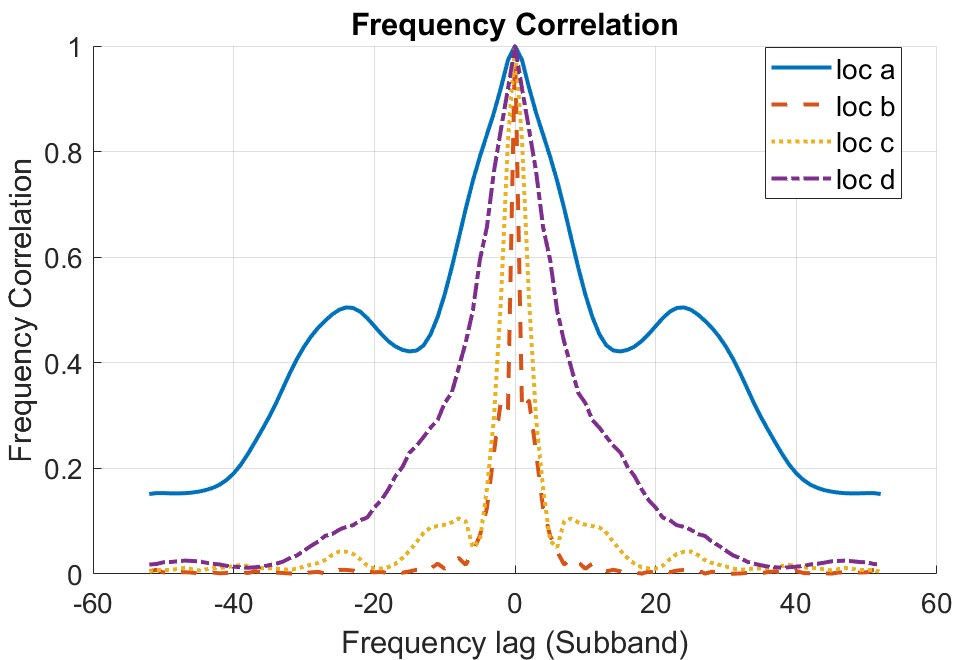 Frequency Correlation
1
0.8
0.6
0.4
0.2
0
Frequency Correlation
loc a
loc b
loc c
loc d
-60 -40 -20 0 20 40 60
Frequency lag (Subband)